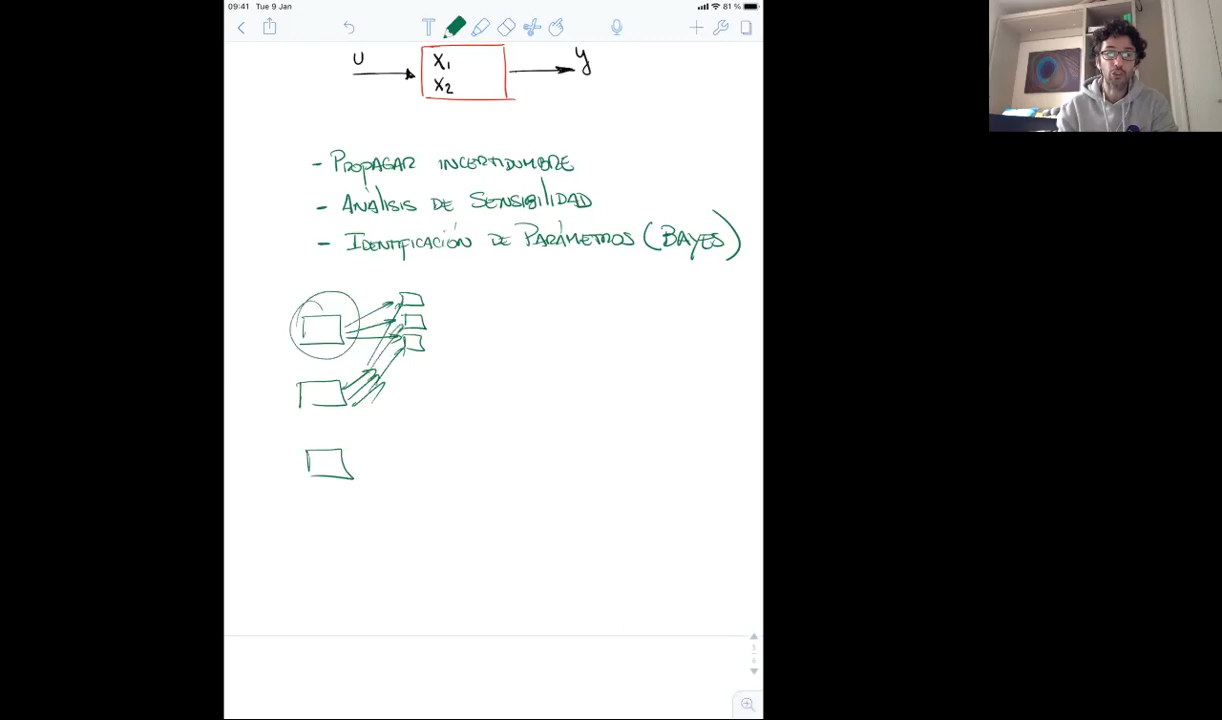 09:41 Tue 9 Jan 81 %
T
U
X1
X2
y
- PROPAGAR INCERTIDUMBRE
- ANÁLISIS DE SENSIBILIDAD
- IDENTIFICACIÓN DE PARÁMETROS (BAYES)